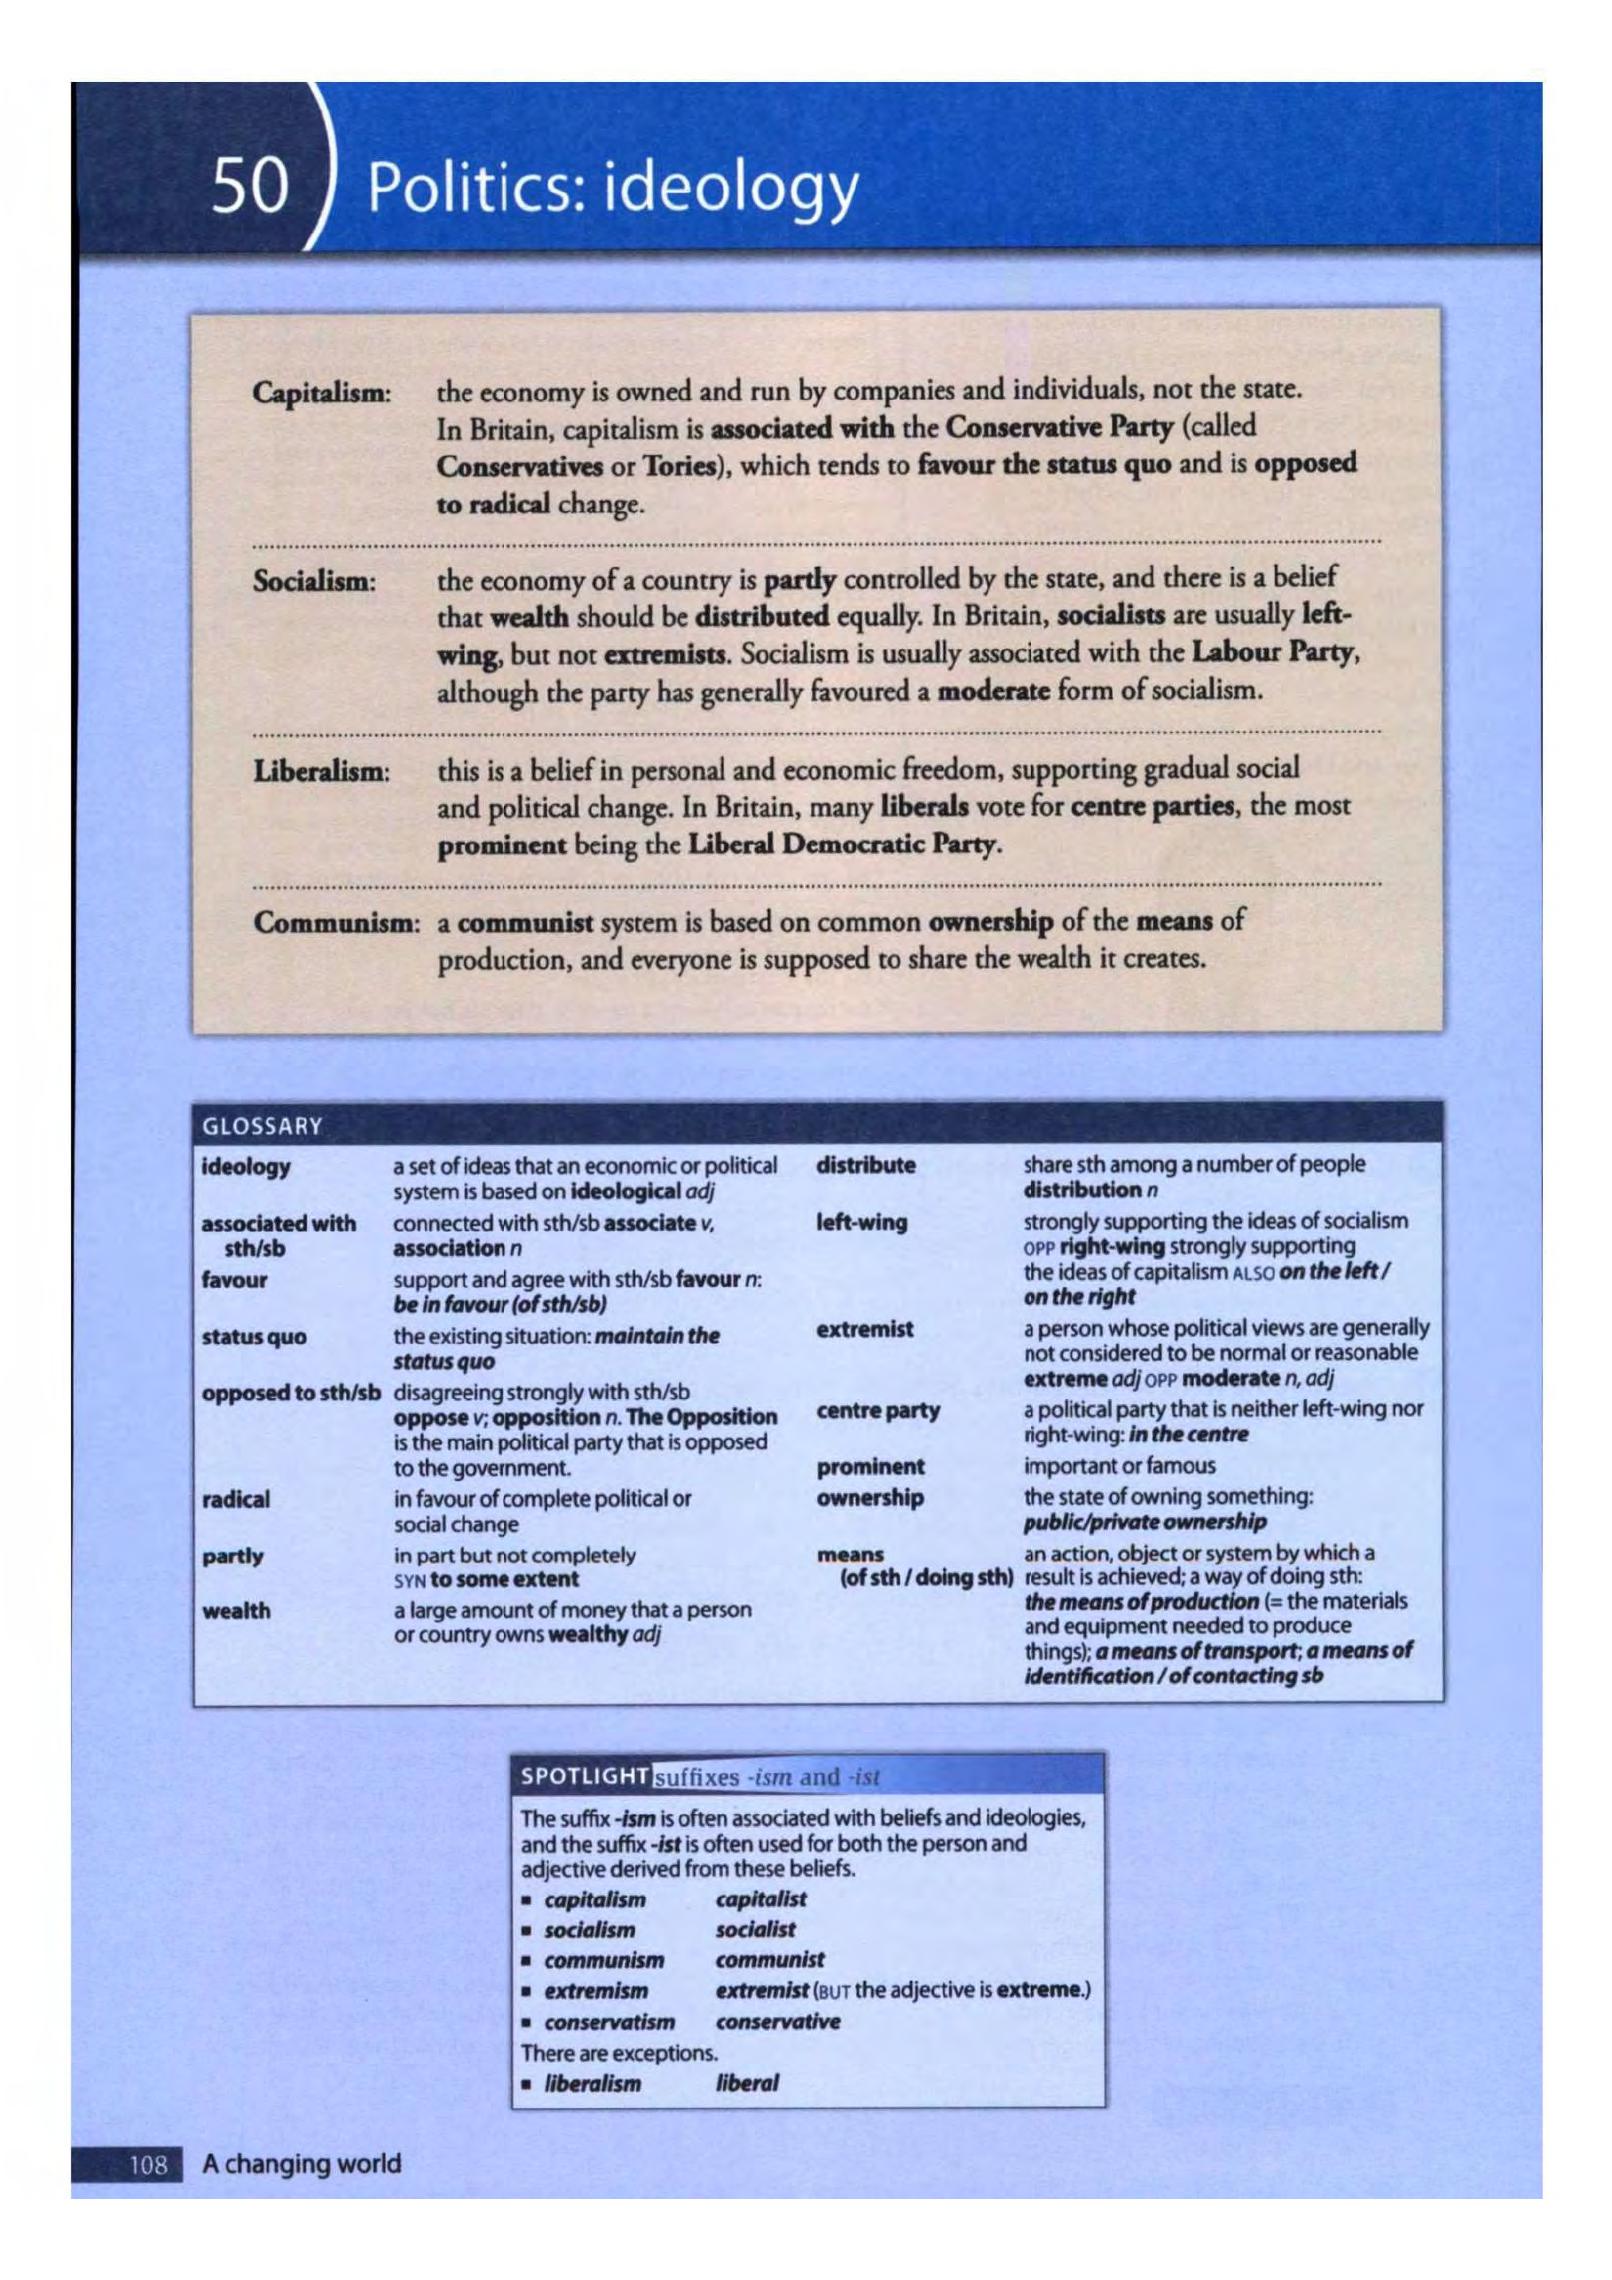 50
Politics: ideology
Capitalism: the economy is owned and run by companies and individuals, not the state.
In Britain, capitalism is associated with the Conservative Party (called
Conservatives or Tories), which tends to favour the status quo and is opposed
to radical change.
Socialism: the economy of a country is partly controlled by the state, and there is a belief
that wealth should be distributed equally. In Britain, socialists are usually left-
wing, but not extremists. Socialism is usually associated with the Labour Party,
although the party has generally favoured a moderate form of socialism.
Liberalism: this is a belief in personal and economic freedom, supporting gradual social
and political change. In Britain, many liberals vote for centre parties, the most
prominent being the Liberal Democratic Party.
Communism: a communist system is based on common ownership of the means of
production, and everyone is supposed to share the wealth it creates.
GLOSSARY
ideology a set of ideas that an economic or political
system is based on ideological adj
associated with connected with sth/sb associate v,
sth/sb association n
favour support and agree with sth/sb favour n:
be in favour (of sth/sb)
status quo the existing situation: maintain the
status quo
opposed to sth/sb disagreeing strongly with sth/sb
oppose v; opposition n. The Opposition
is the main political party that is opposed
to the government.
radical in favour of complete political or
social change
partly in part but not completely
SYN to some extent
wealth a large amount of money that a person
or country owns wealthy adj
distribute share sth among a number of people
distribution n
left-wing strongly supporting the ideas of socialism
OPP right-wing strongly supporting
the ideas of capitalism ALSO on the left /
on the right
extremist a person whose political views are generally
not considered to be normal or reasonable
extreme adj OPP moderate n, adj
centre party a political party that is neither left-wing nor
right-wing: in the centre
prominent important or famous
ownership the state of owning something:
public/private ownership
means an action, object or system by which a
(of sth / doing sth) result is achieved; a way of doing sth:
the means of production (= the materials
and equipment needed to produce
things); a means of transport; a means of
identification / of contacting sb
SPOTLIGHT suffixes -ism and -ist
The suffix -ism is often associated with beliefs and ideologies,
and the suffix -ist is often used for both the person and
adjective derived from these beliefs.
▪ capitalism capitalist
▪ socialism socialist
▪ communism communist
▪ extremism extremist (BUT the adjective is extreme.)
▪ conservatism conservative
There are exceptions.
▪ liberalism liberal
108 A changing world